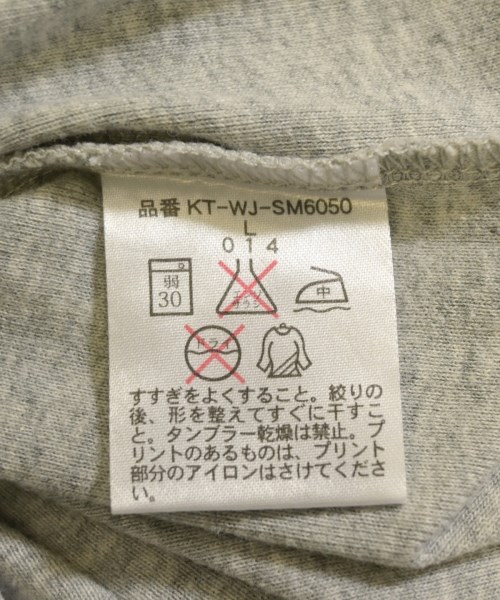 品番 KT-WJ-SM6050
L
014
弱
30
中
ドライ
すすぎをよくすること。絞りの
後、形を整えてすぐに干すこ
と。タンブラー乾燥は禁止。プ
リントのあるものは、プリント
部分のアイロンはさけてくださ
い。